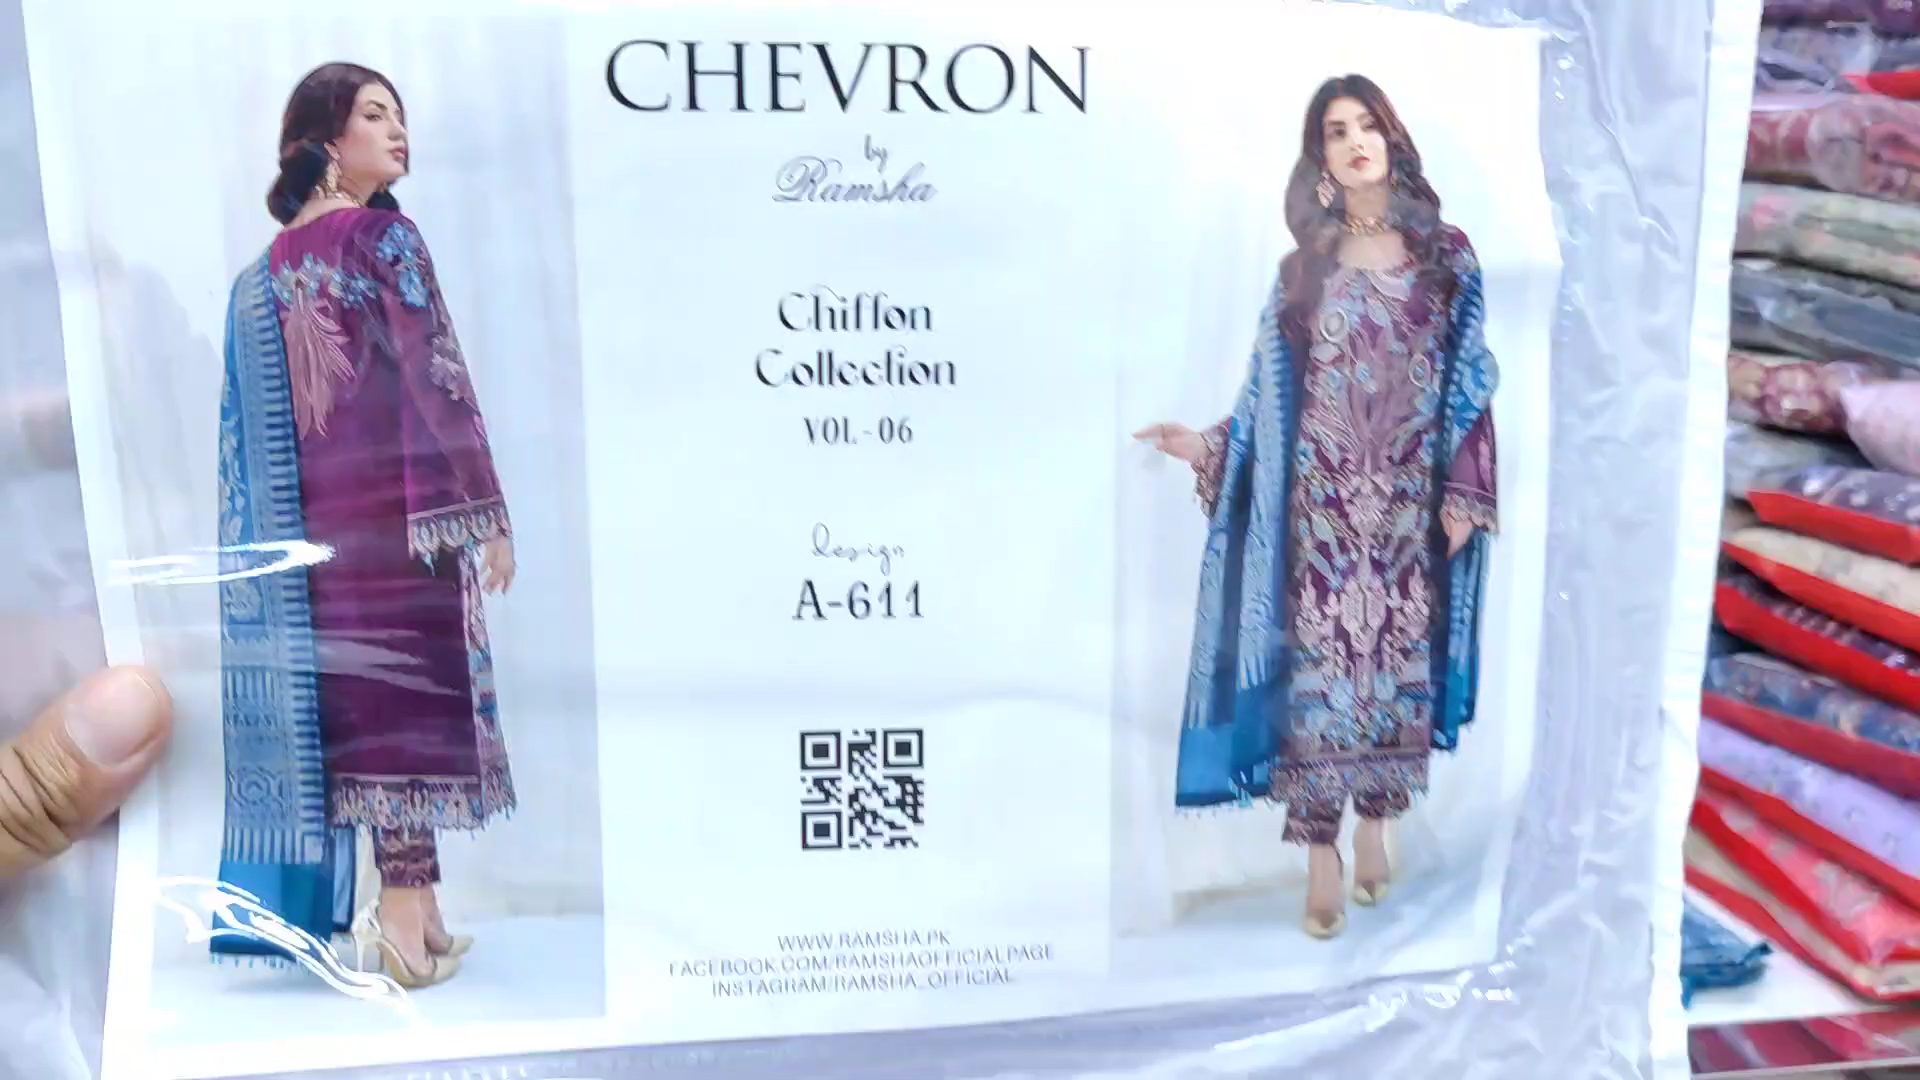 CHEVRON
by
Ramsha
Chiffon
Collection
VOL-06
design
A-611
WWW.RAMSHA.PK
FACEBOOK.COM/RAMSHAOFFICIALPAGE
INSTAGRAM/RAMSHA_OFFICIAL